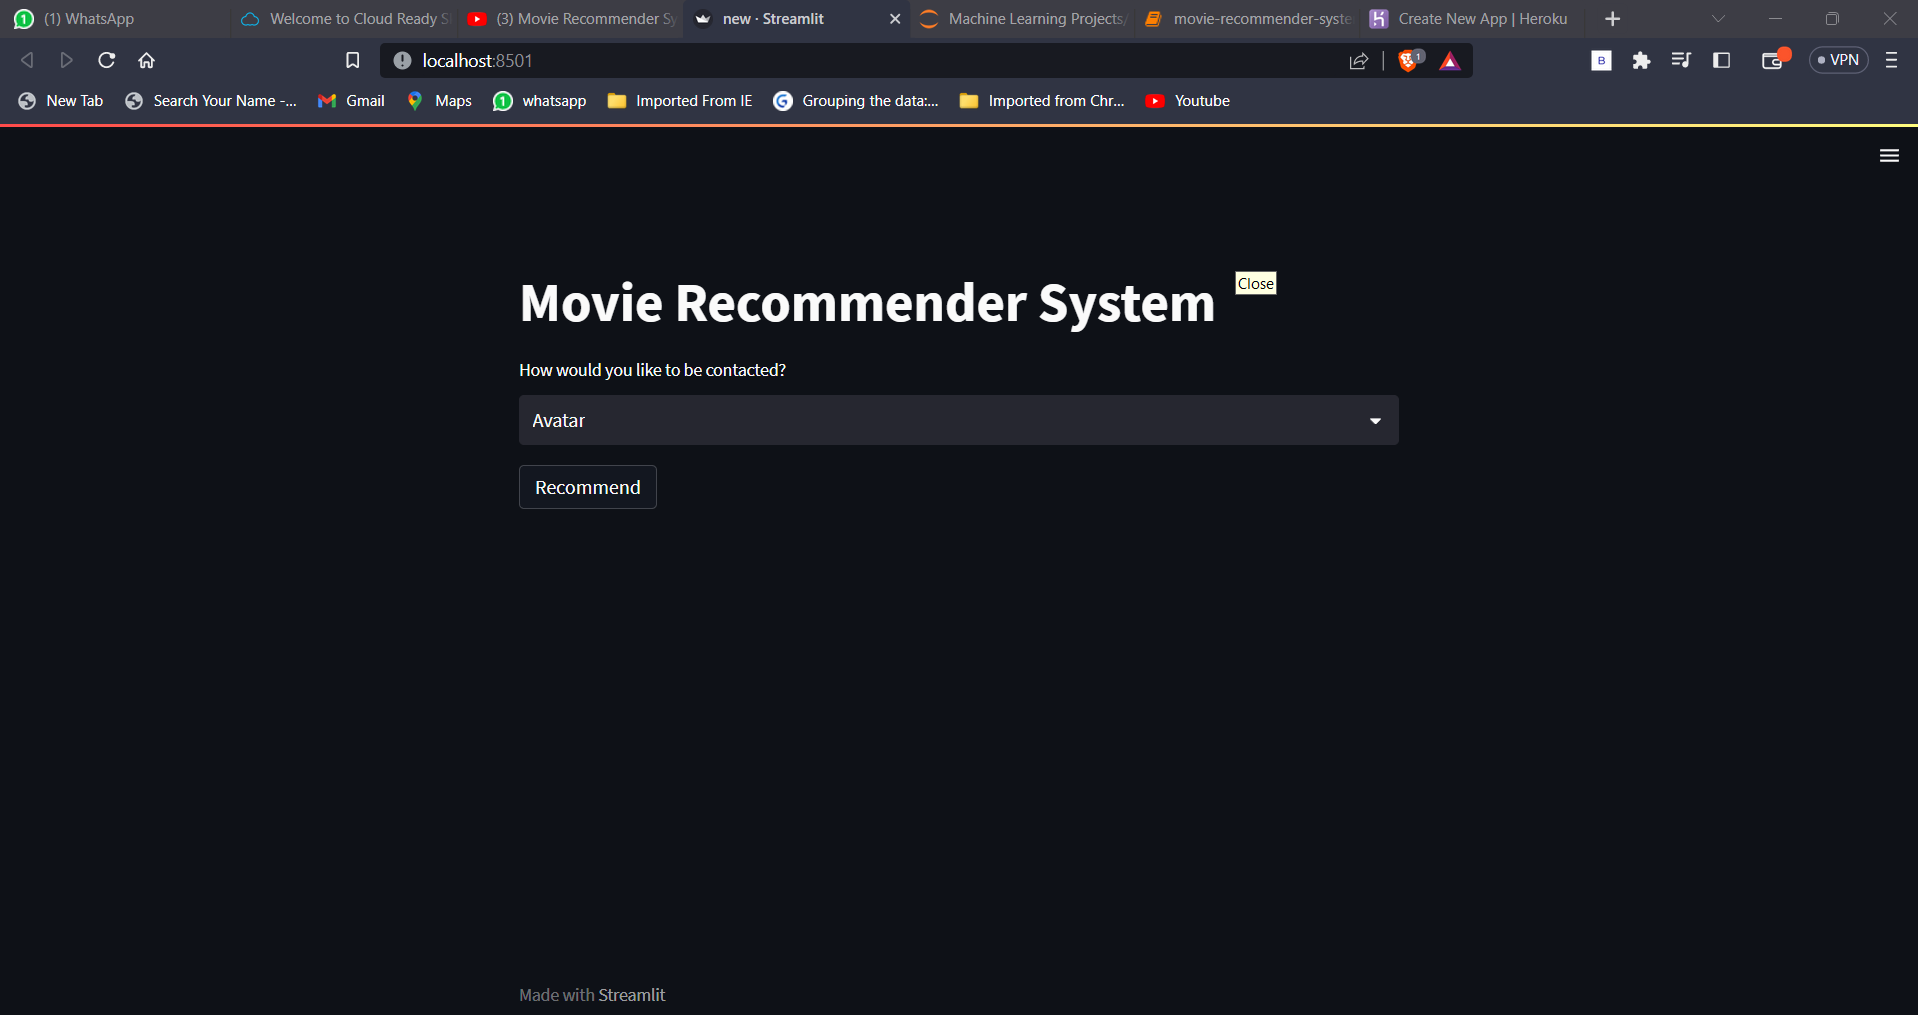 (1) WhatsApp
Welcome to Cloud Ready
(3) Movie Recommender Sy
new · Streamlit
Machine Learning Projects/
movie-recommender-syste
Create New App | Heroku
localhost:8501
1
B
VPN
New Tab
Search Your Name -...
Gmail
Maps
whatsapp
Imported From IE
Grouping the data:...
Imported from Chr...
Youtube
Movie Recommender System
Close
How would you like to be contacted?
Avatar
Recommend
Made with Streamlit